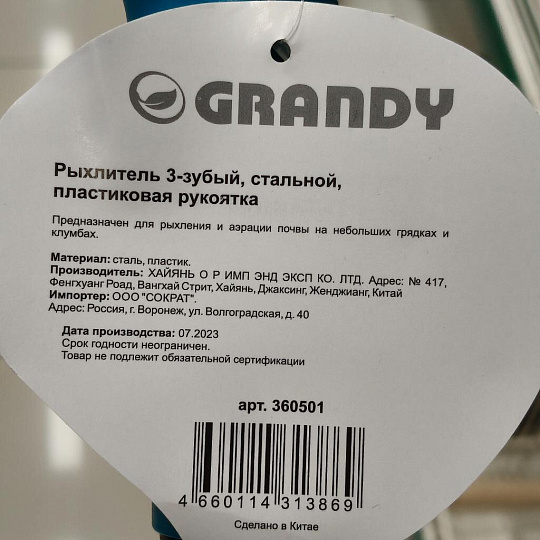 GRANDY
Рыхлитель 3-зубый, стальной,
пластиковая рукоятка
Предназначен для рыхления и аэрации почвы на небольших грядках и
клумбах.
Материал: сталь, пластик.
Производитель: ХАЙЯНЬ О Р ИМП ЭНД ЭКСП КО. ЛТД. Адрес: № 417,
Фенгхуанг Роад, Вангхай Стрит, Хайянь, Джаксинг, Женджианг, Китай
Импортер: ООО "СОКРАТ".
Адрес: Россия, г. Воронеж, ул. Волгоградская, д. 40
Дата производства: 07.2023
Срок годности неограничен.
Товар не подлежит обязательной сертификации
арт. 360501
4 660114 313869
Сделано в Китае